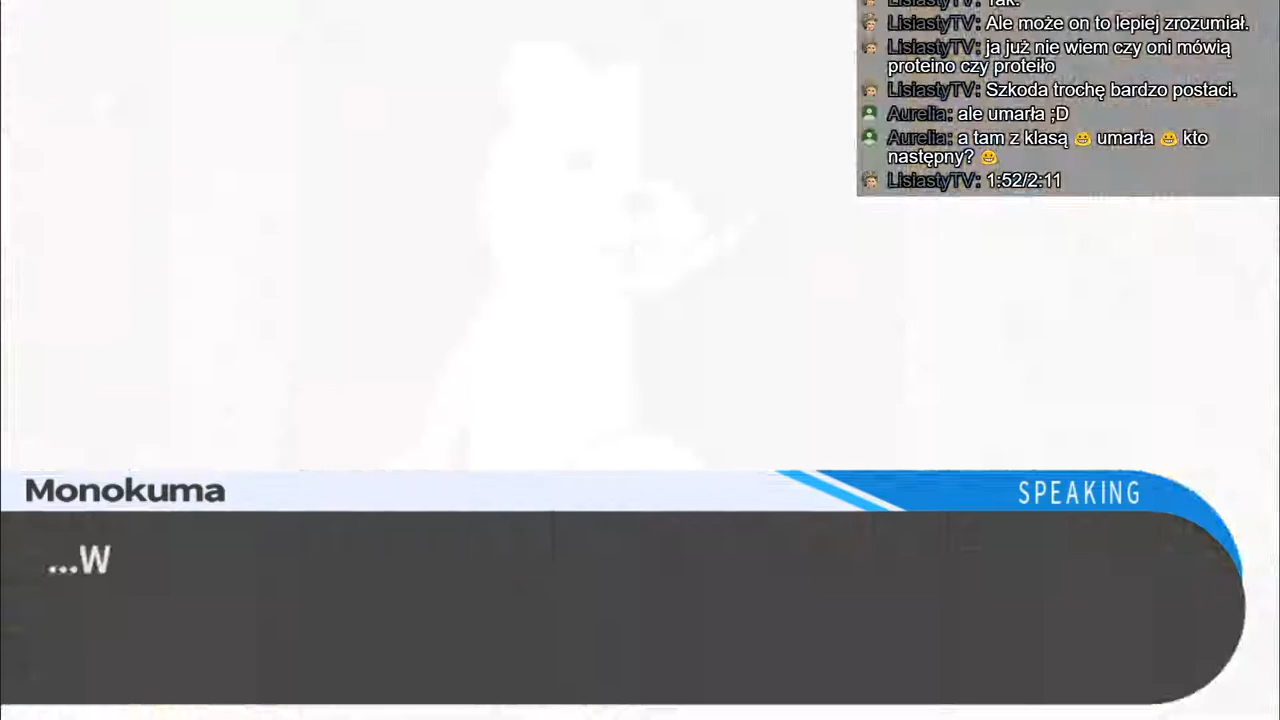 LisiastyTV: Tak.
LisiastyTV: Ale może on to lepiej zrozumiał.
LisiastyTV: ja już nie wiem czy oni mówią
proteino czy proteiło
LisiastyTV: Szkoda trochę bardzo postaci.
Aurelia: ale umarła ;D
Aurelia: a tam z klasą 😀 umarła 😀 kto
następny? 😀
LisiastyTV: 1:52/2:11
Monokuma
SPEAKING
...W